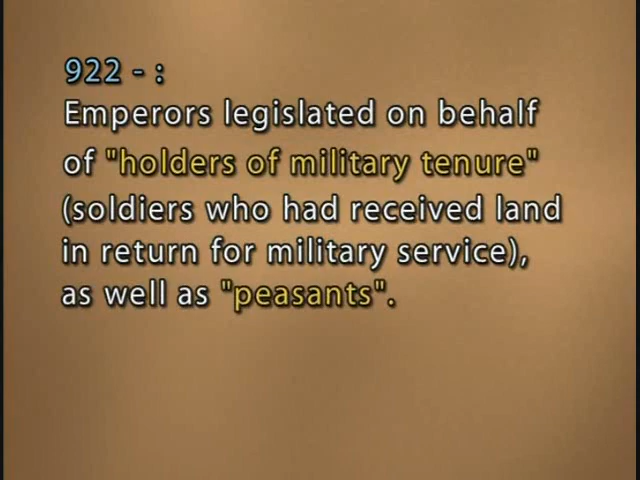 922 - :
Emperors legislated on behalf
of "holders of military tenure"
(soldiers who had received land
in return for military service),
as well as "peasants".